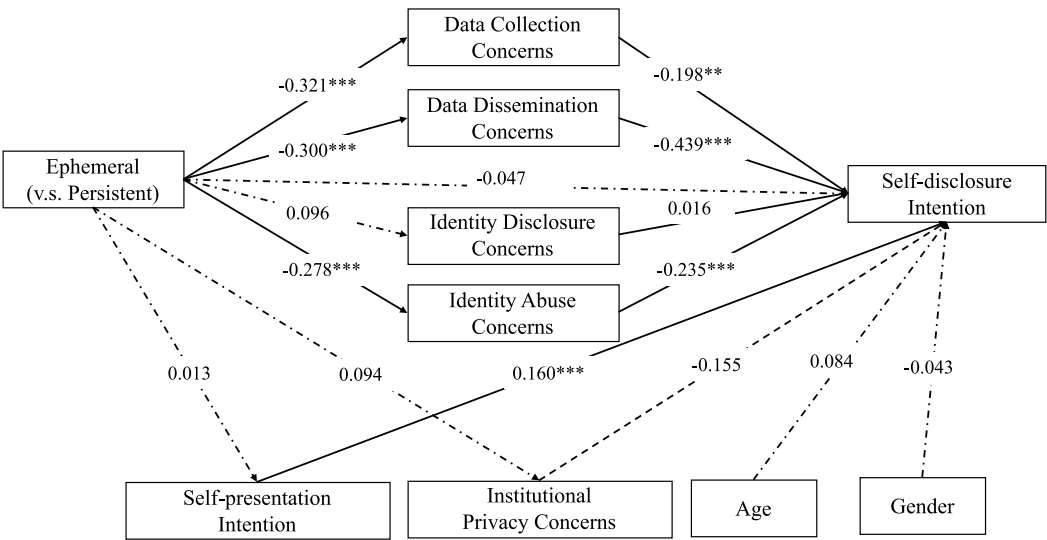 Data Collection
Concerns
-0.321***
-0.198**
Data Dissemination
Concerns
-0.300***
-0.439***
Ephemeral
(v.s. Persistent)
-0.047
Self-disclosure
Intention
0.096
Identity Disclosure
Concerns
0.016
-0.278***
-0.235***
Identity Abuse
Concerns
0.013
0.094
0.160***
-0.155
0.084
-0.043
Self-presentation
Intention
Institutional
Privacy Concerns
Age
Gender